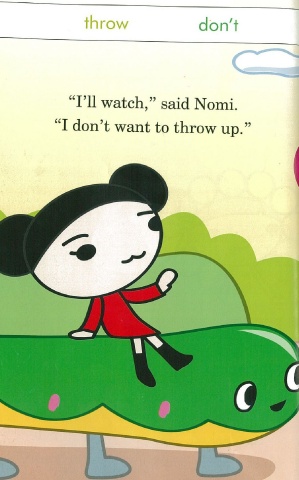 throw don't
"I'll watch," said Nomi.
"I don't want to throw up."